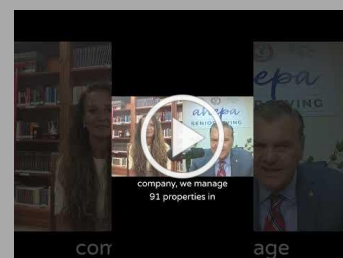 ahepa
SENIOR LIVING
company, we manage
91 properties in
epa
VING
com
age